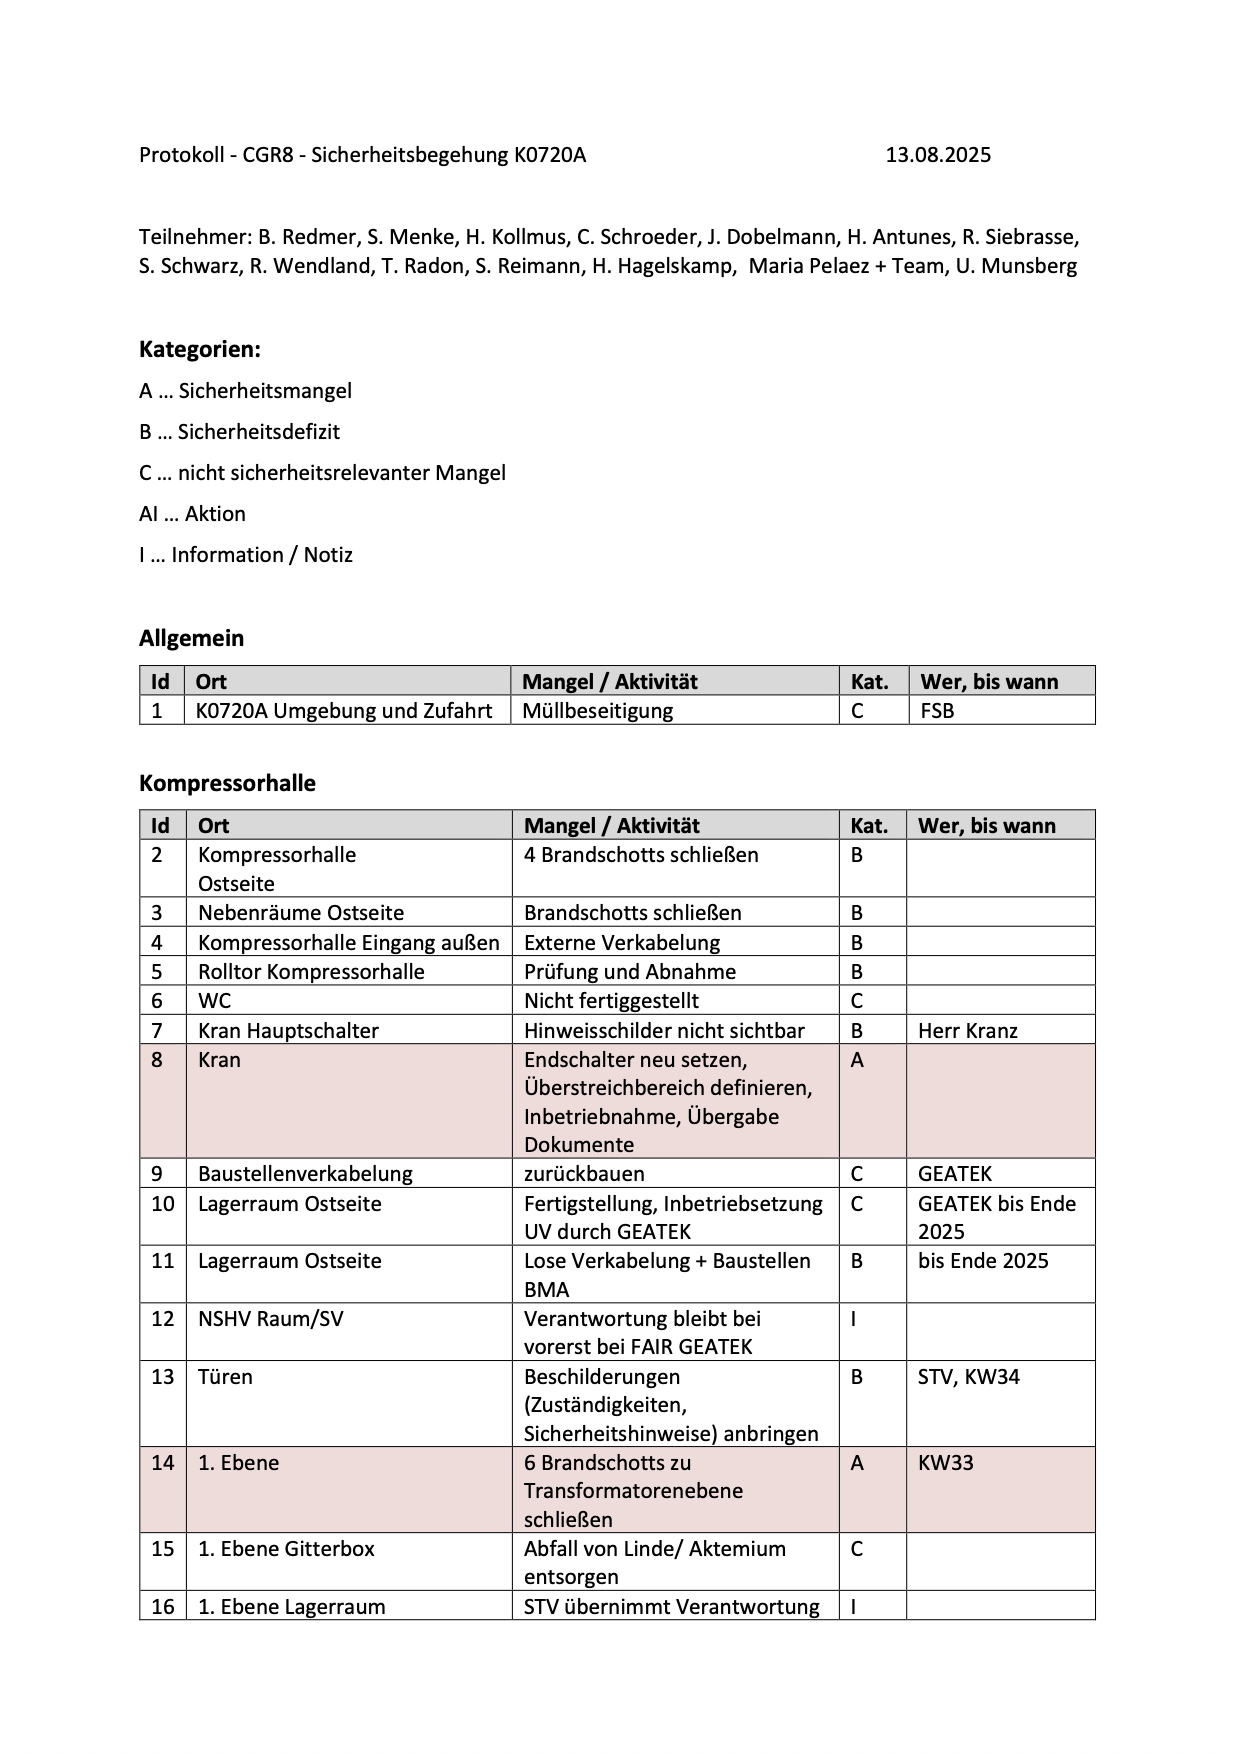 Protokoll - CGR8 - Sicherheitsbegehung K0720A 13.08.2025
Teilnehmer: B. Redmer, S. Menke, H. Kollmus, C. Schroeder, J. Dobelmann, H. Antunes, R. Siebrasse,
S. Schwarz, R. Wendland, T. Radon, S. Reimann, H. Hagelskamp, Maria Pelaez + Team, U. Munsberg
Kategorien:
A … Sicherheitsmangel
B … Sicherheitsdefizit
C … nicht sicherheitsrelevanter Mangel
AI … Aktion
I … Information / Notiz
Allgemein
Id Ort Mangel / Aktivität Kat. Wer, bis wann
1 K0720A Umgebung und Zufahrt Müllbeseitigung C FSB
Kompressorhalle
Id Ort Mangel / Aktivität Kat. Wer, bis wann
2 Kompressorhalle 4 Brandschotts schließen B
Ostseite
3 Nebenräume Ostseite Brandschotts schließen B
4 Kompressorhalle Eingang außen Externe Verkabelung B
5 Rolltor Kompressorhalle Prüfung und Abnahme B
6 WC Nicht fertiggestellt C
7 Kran Hauptschalter Hinweisschilder nicht sichtbar B Herr Kranz
8 Kran Endschalter neu setzen, A
Überstreichbereich definieren,
Inbetriebnahme, Übergabe
Dokumente
9 Baustellenverkabelung zurückbauen C GEATEK
10 Lagerraum Ostseite Fertigstellung, Inbetriebsetzung C GEATEK bis Ende
UV durch GEATEK 2025
11 Lagerraum Ostseite Lose Verkabelung + Baustellen B bis Ende 2025
BMA
12 NSHV Raum/SV Verantwortung bleibt bei I
vorerst bei FAIR GEATEK
13 Türen Beschilderungen B STV, KW34
(Zuständigkeiten,
Sicherheitshinweise) anbringen
14 1. Ebene 6 Brandschotts zu A KW33
Transformatorenebene
schließen
15 1. Ebene Gitterbox Abfall von Linde/ Aktemium C
entsorgen
16 1. Ebene Lagerraum STV übernimmt Verantwortung I